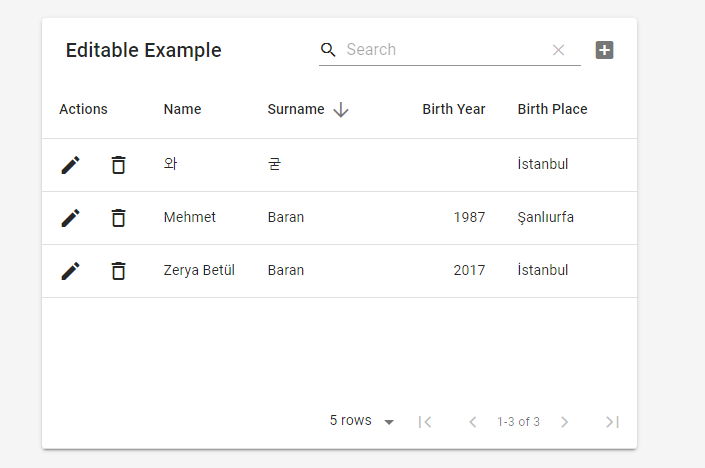 Editable Example Search
Actions Name Surname Birth Year Birth Place
와 굳 İstanbul
Mehmet Baran 1987 Şanlıurfa
Zerya Betül Baran 2017 İstanbul
5 rows 1-3 of 3